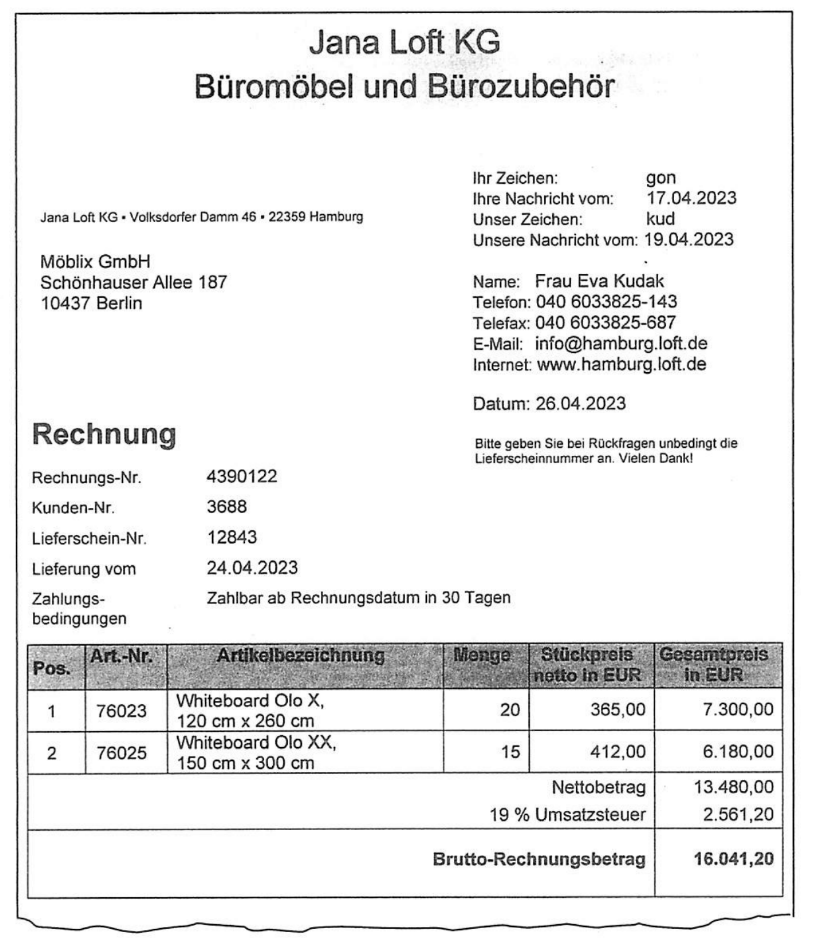 Jana Loft KG
Büromöbel und Bürozubehör
Ihr Zeichen: gon
Ihre Nachricht vom: 17.04.2023
Unser Zeichen: kud
Unsere Nachricht vom: 19.04.2023
Jana Loft KG • Volksdorfer Damm 46 • 22359 Hamburg
Möblix GmbH
Schönhauser Allee 187
10437 Berlin
Name: Frau Eva Kudak
Telefon: 040 6033825-143
Telefax: 040 6033825-687
E-Mail: info@hamburg.loft.de
Internet: www.hamburg.loft.de
Datum: 26.04.2023
Rechnung
Bitte geben Sie bei Rückfragen unbedingt die
Lieferscheinnummer an. Vielen Dank!
Rechnungs-Nr. 4390122
Kunden-Nr. 3688
Lieferschein-Nr. 12843
Lieferung vom 24.04.2023
Zahlungs- Zahlbar ab Rechnungsdatum in 30 Tagen
bedingungen
Pos. Art.-Nr. Artikelbezeichnung Menge Stückpreis Gesamtpreis
netto in EUR in EUR
1 76023 Whiteboard Olo X, 20 365,00 7.300,00
120 cm x 260 cm
2 76025 Whiteboard Olo XX, 15 412,00 6.180,00
150 cm x 300 cm
Nettobetrag 13.480,00
19 % Umsatzsteuer 2.561,20
Brutto-Rechnungsbetrag 16.041,20